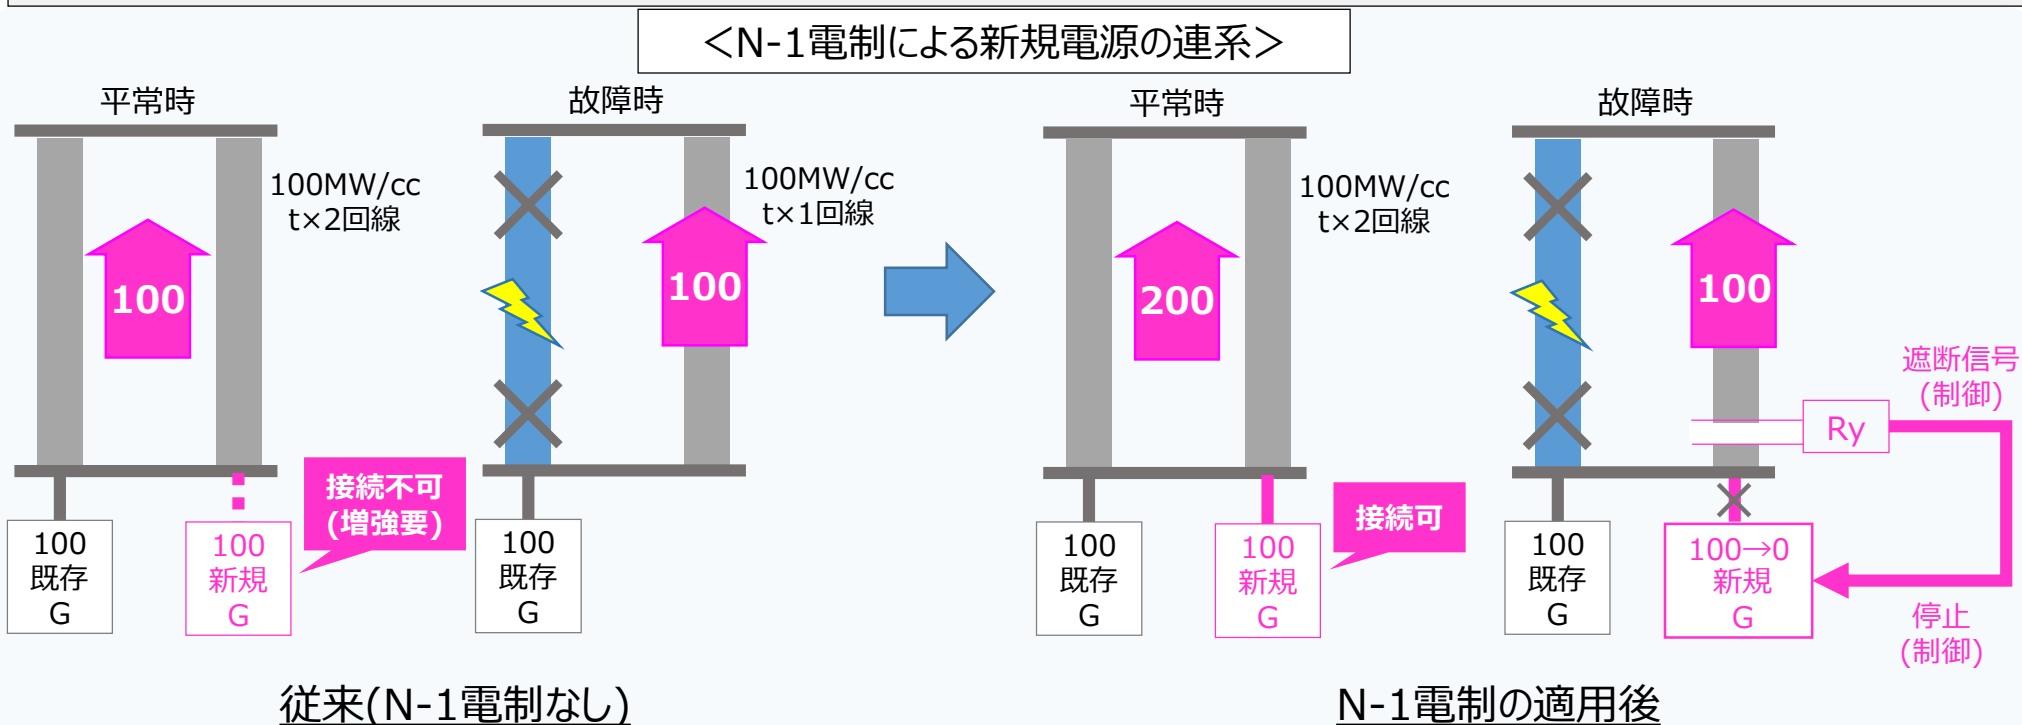 <N-1電制による新規電源の連系>
平常時
100MW/cc
t×2回線
100
接続不可
(増強要)
100
既存
G
100
新規
G
故障時
100MW/cc
t×1回線
100
100
既存
G
従来(N-1電制なし)
平常時
100MW/cc
t×2回線
200
接続可
100
既存
G
100
新規
G
故障時
100
遮断信号
(制御)
Ry
100
既存
G
100→0
新規
G
停止
(制御)
N-1電制の適用後